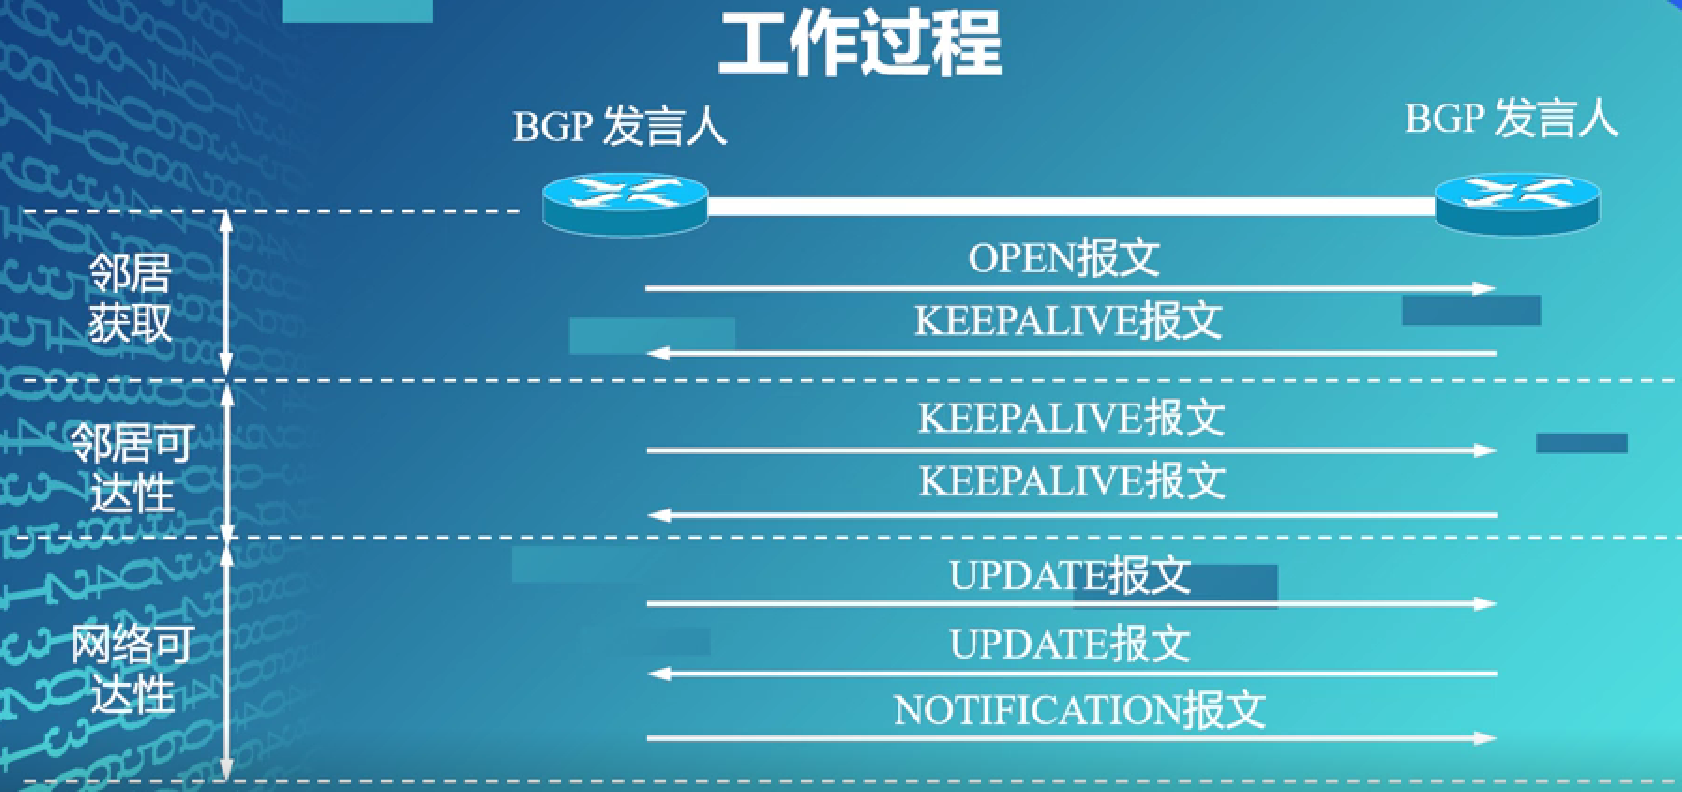 工作过程
BGP 发言人
BGP 发言人
邻居
获取
OPEN报文
KEEPALIVE报文
邻居可
达性
KEEPALIVE报文
KEEPALIVE报文
网络可
达性
UPDATE报文
UPDATE报文
NOTIFICATION报文